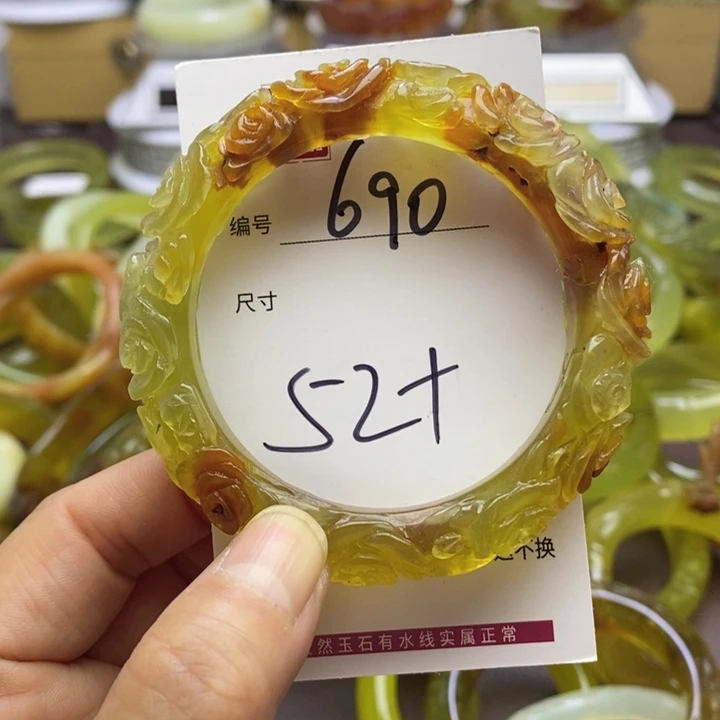 编号 690
尺寸
52+
不换
然玉石有水线实属正常